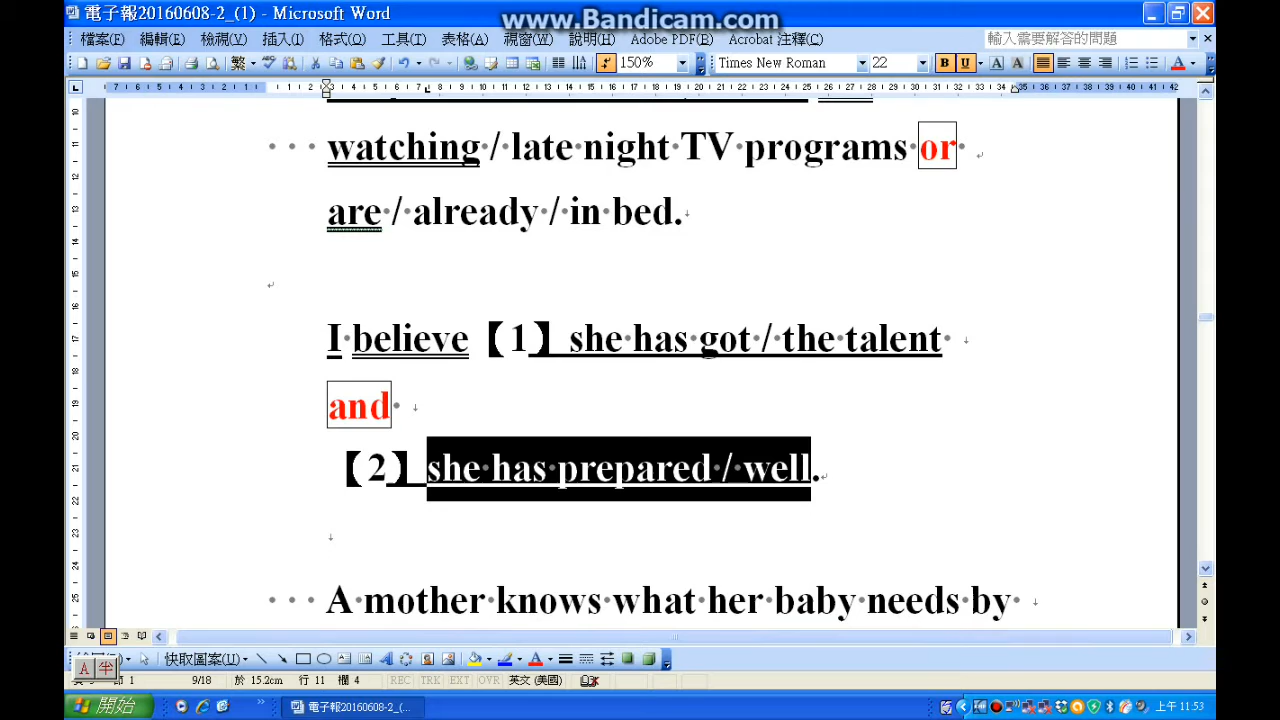 電子報20160608-2_(1) - Microsoft Word
www.Bandicam.com
檔案(F) 編輯(E) 檢視(V) 插入(I) 格式(O) 工具(T) 表格(A) 視窗(W) 說明(H) Adobe PDF(B) Acrobat 注釋(C) 輸入需要解答的問題
繁 150% Times New Roman 22 B U A A A
watching / late night TV programs or
are / already / in bed.
I believe【1】 she has got / the talent
and
【2】 she has prepared / well.
A mother knows what her baby needs by
快取圖案(U)
A 半
1 9/18 於 15.2cm 行 11 欄 4 REC TRK EXT OVR 英文 (美國)
開始 電子報20160608-2_(... 上午 11:53